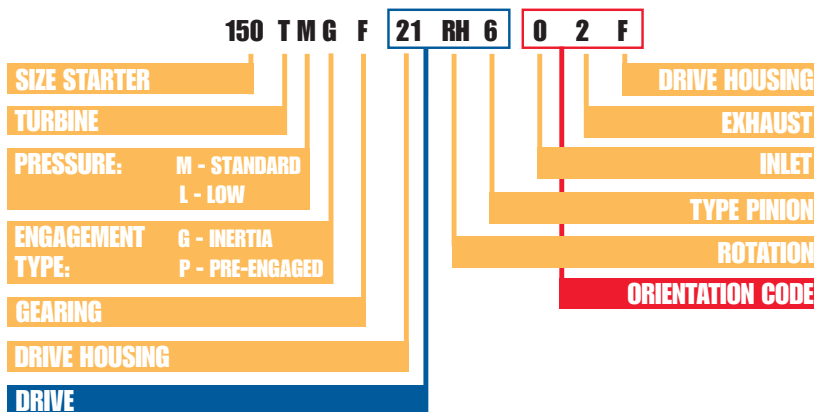 150 T M G F 21 RH 6 0 2 F
SIZE STARTER
DRIVE HOUSING
TURBINE
EXHAUST
PRESSURE: M - STANDARD
L - LOW
INLET
TYPE PINION
ENGAGEMENT G - INERTIA
TYPE: P - PRE-ENGAGED
ROTATION
ORIENTATION CODE
GEARING
DRIVE HOUSING
DRIVE